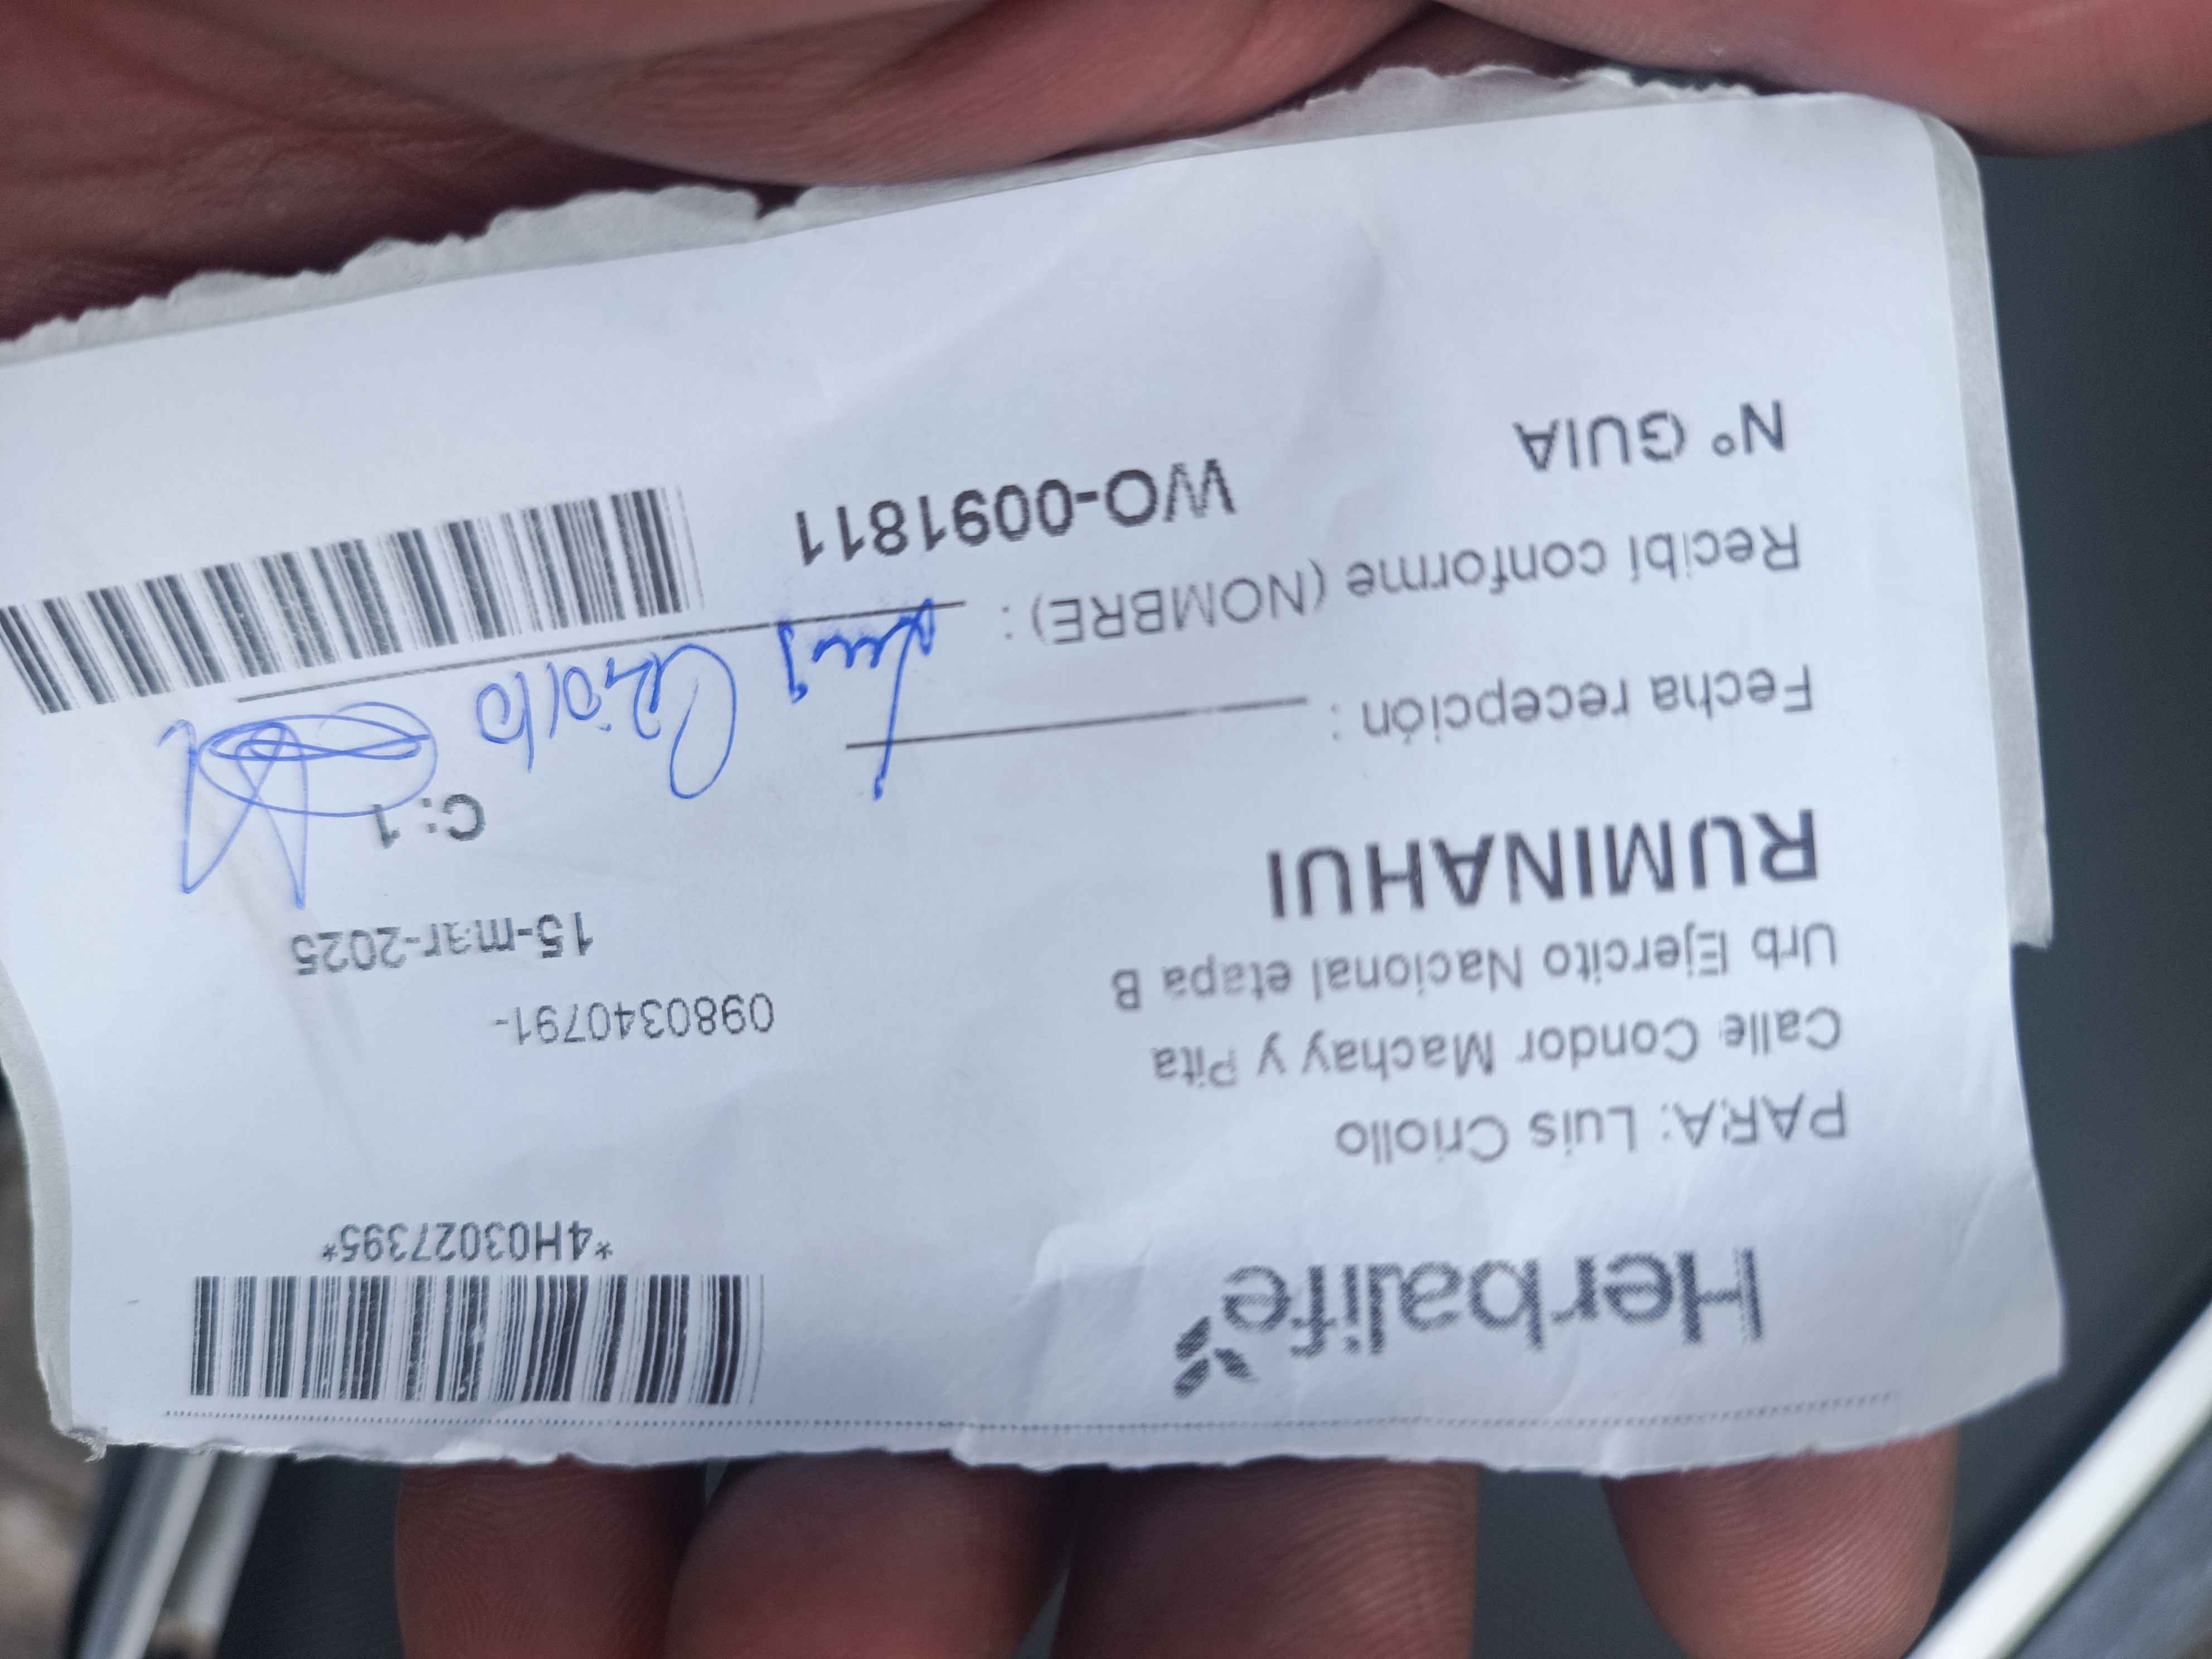 Herbalife
*4H03027395*
PARA: Luis Criollo
Calle Condor Machay y Pita
0980340791-
Urb Ejercito Nacional etapa B
15-mar-2025
RUMINAHUI
C: 1
Fecha recepción :
Recibí conforme (NOMBRE) : Luis Criollo
N° GUIA
WO-0091811